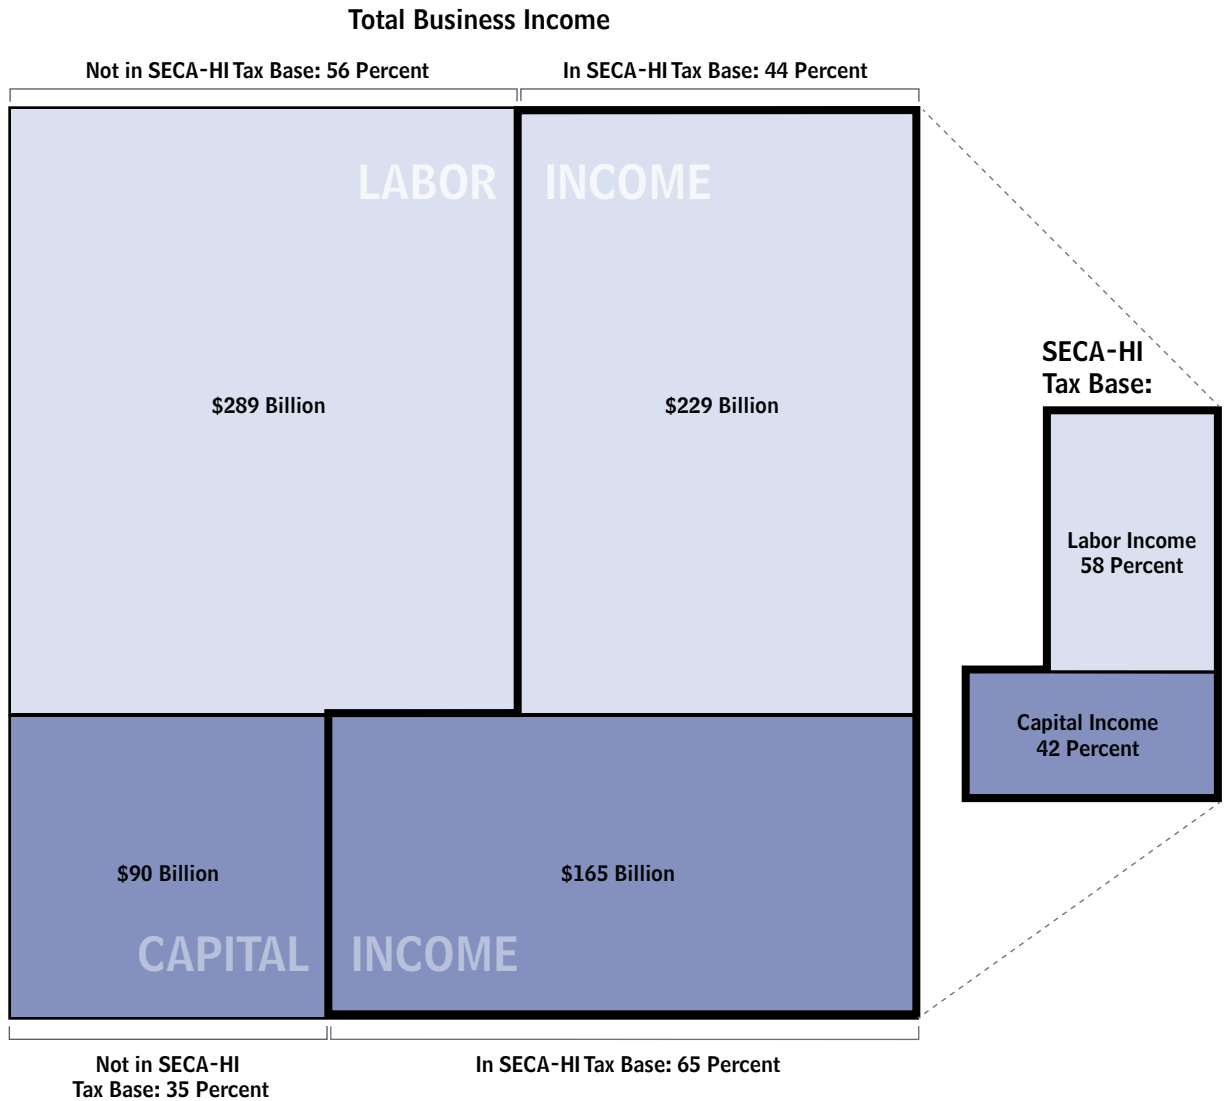 Total Business Income
Not in SECA-HI Tax Base: 56 Percent
In SECA-HI Tax Base: 44 Percent
LABOR INCOME
$289 Billion
$229 Billion
SECA-HI
Tax Base:
Labor Income
58 Percent
Capital Income
42 Percent
$90 Billion
$165 Billion
CAPITAL INCOME
Not in SECA-HI
Tax Base: 35 Percent
In SECA-HI Tax Base: 65 Percent